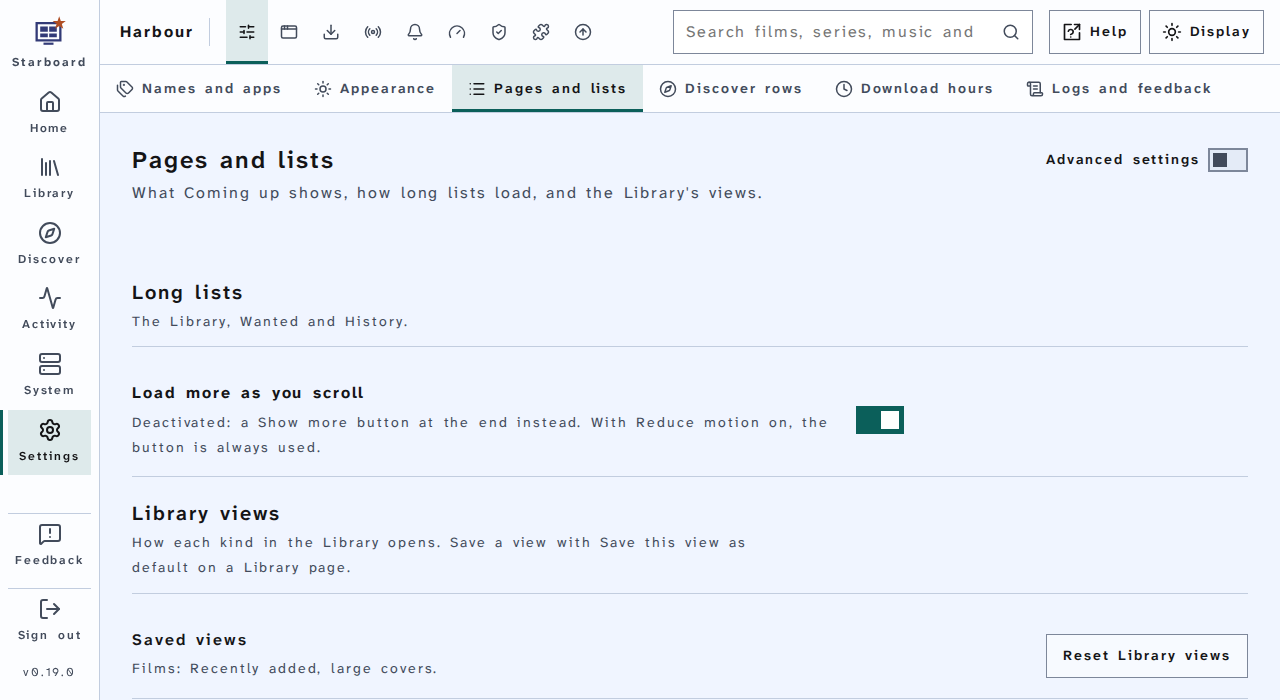 Starboard
Home
Library
Discover
Activity
System
Settings
Feedback
Sign out
v0.19.0
Harbour
Search films, series, music and
Help
Display
Names and apps
Appearance
Pages and lists
Discover rows
Download hours
Logs and feedback
Pages and lists
Advanced settings
What Coming up shows, how long lists load, and the Library's views.
Long lists
The Library, Wanted and History.
Load more as you scroll
Deactivated: a Show more button at the end instead. With Reduce motion on, the
button is always used.
Library views
How each kind in the Library opens. Save a view with Save this view as
default on a Library page.
Saved views
Films: Recently added, large covers.
Reset Library views